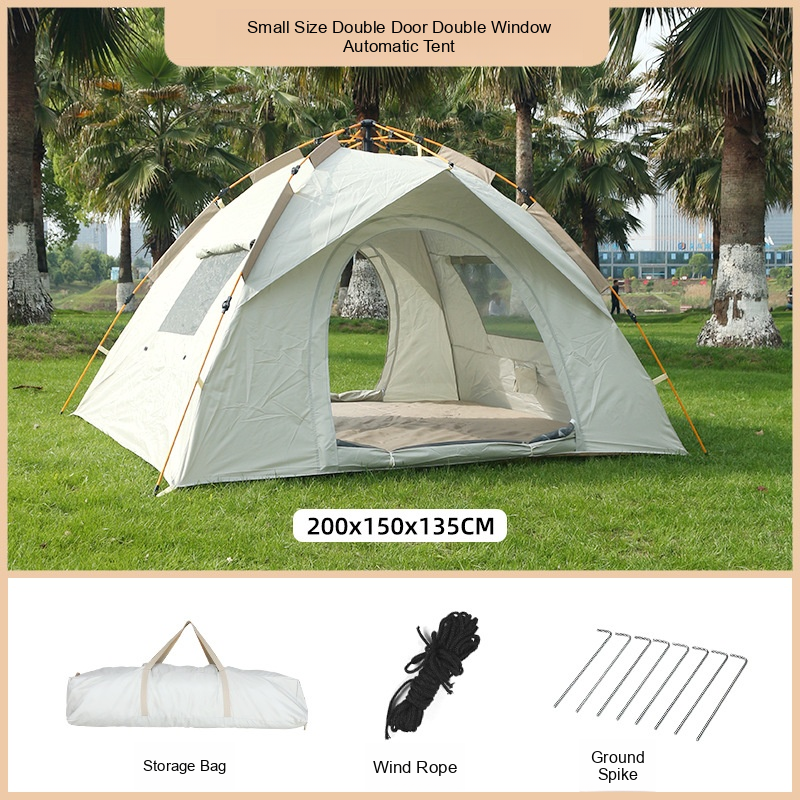 Small Size Double Door Double Window
Automatic Tent
200x150x135CM
Storage Bag
Wind Rope
Ground
Spike